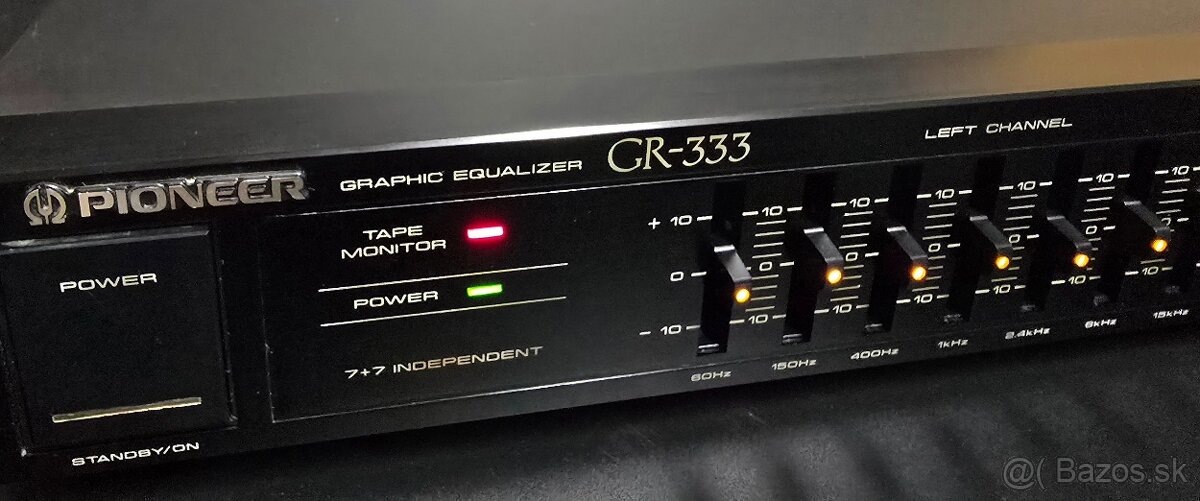 PIONEER
GRAPHIC EQUALIZER GR-333
LEFT CHANNEL
POWER
STANDBY/ON
TAPE
MONITOR
POWER
7+7 INDEPENDENT
+ 10 10 10 10 10 10 10
0 0 0 0 0 0 0
- 10 10 10 10 10 10 10
60Hz 150Hz 400Hz 1kHz 2.4kHz 6kHz 15kHz
@( Bazos.sk